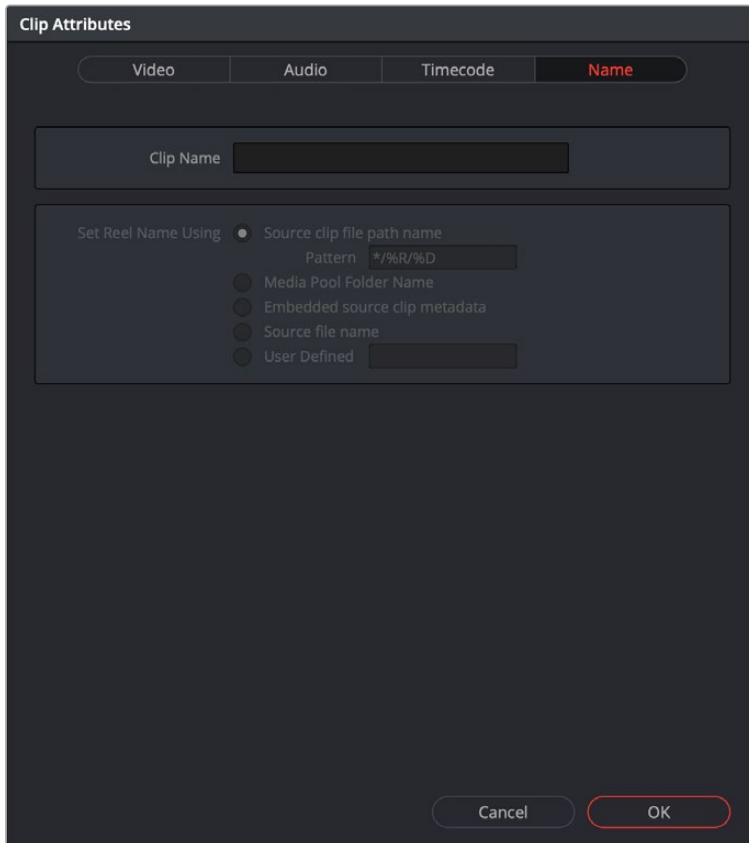 Clip Attributes
Video Audio Timecode Name
Clip Name
Set Reel Name Using Source clip file path name
Pattern */%R/%D
Media Pool Folder Name
Embedded source clip metadata
Source file name
User Defined
Cancel OK